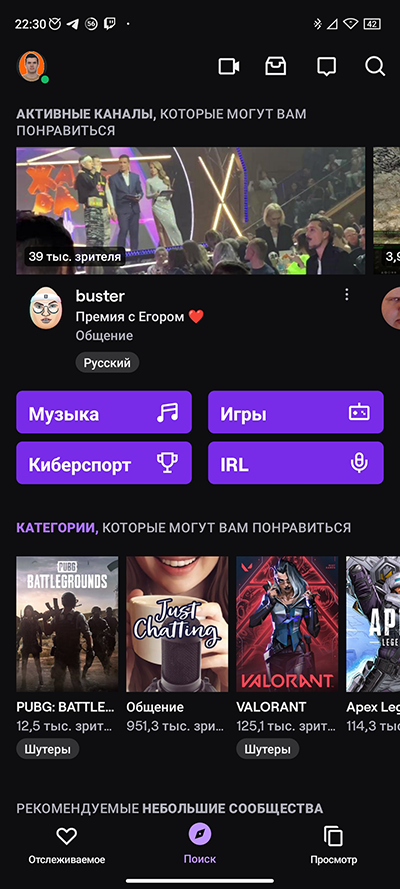 22:30 56
42
АКТИВНЫЕ КАНАЛЫ, КОТОРЫЕ МОГУТ ВАМ
ПОНРАВИТЬСЯ
39 тыс. зрителя
3,9
buster
Премия с Егором ❤️
Общение
Русский
Музыка
Игры
Киберспорт
IRL
КАТЕГОРИИ, КОТОРЫЕ МОГУТ ВАМ ПОНРАВИТЬСЯ
PUBG
BATTLEGROUNDS
Just
Chatting
VALORANT
APE
LEGE
PUBG: BATTLE...
Общение
VALORANT
Apex Leg
12,5 тыс. зрит...
951,3 тыс. зри...
125,1 тыс. зрит...
114,3 тыс
Шутеры
Шутеры
РЕКОМЕНДУЕМЫЕ НЕБОЛЬШИЕ СООБЩЕСТВА
Отслеживаемое
Поиск
Просмотр